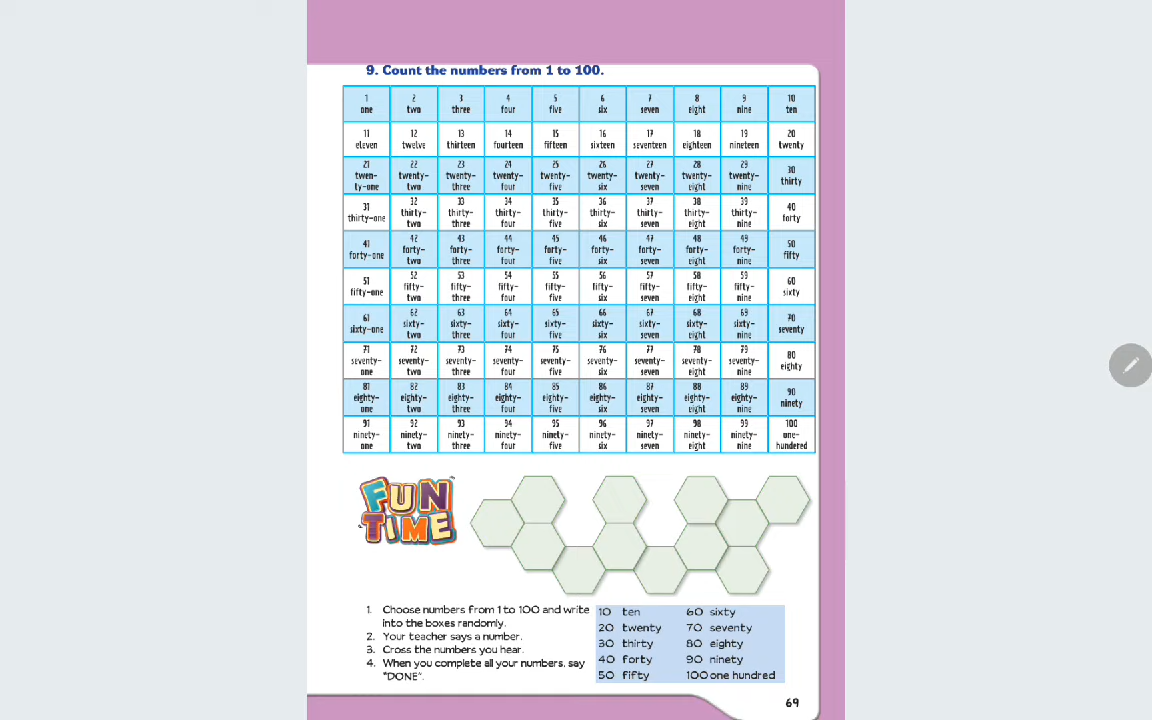 9. Count the numbers from 1 to 100.
1 2 3 4 5 6 7 8 9 10
one two three four five six seven eight nine ten
11 12 13 14 15 16 17 18 19 20
eleven twelve thirteen fourteen fifteen sixteen seventeen eighteen nineteen twenty
21 22 23 24 25 26 27 28 29 30
twen-ty-one twenty-two twenty-three twenty-four twenty-five twenty-six twenty-seven twenty-eight twenty-nine thirty
31 32 33 34 35 36 37 38 39 40
thirty-one thirty-two thirty-three thirty-four thirty-five thirty-six thirty-seven thirty-eight thirty-nine forty
41 42 43 44 45 46 47 48 49 50
forty-one forty-two forty-three forty-four forty-five forty-six forty-seven forty-eight forty-nine fifty
51 52 53 54 55 56 57 58 59 60
fifty-one fifty-two fifty-three fifty-four fifty-five fifty-six fifty-seven fifty-eight fifty-nine sixty
61 62 63 64 65 66 67 68 69 70
sixty-one sixty-two sixty-three sixty-four sixty-five sixty-six sixty-seven sixty-eight sixty-nine seventy
71 72 73 74 75 76 77 78 79 80
seventy-one seventy-two seventy-three seventy-four seventy-five seventy-six seventy-seven seventy-eight seventy-nine eighty
81 82 83 84 85 86 87 88 89 90
eighty-one eighty-two eighty-three eighty-four eighty-five eighty-six eighty-seven eighty-eight eighty-nine ninety
91 92 93 94 95 96 97 98 99 100
ninety-one ninety-two ninety-three ninety-four ninety-five ninety-six ninety-seven ninety-eight ninety-nine one-hundered
FUN
TIME
1. Choose numbers from 1 to 100 and write
into the boxes randomly.
2. Your teacher says a number.
3. Cross the numbers you hear.
4. When you complete all your numbers, say
"DONE".
10 ten 60 sixty
20 twenty 70 seventy
30 thirty 80 eighty
40 forty 90 ninety
50 fifty 100 one hundred
69